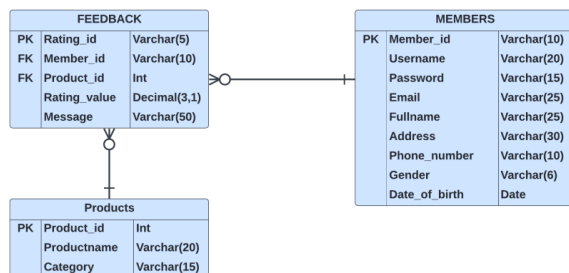 FEEDBACK
PK Rating_id Varchar(5)
FK Member_id Varchar(10)
FK Product_id Int
Rating_value Decimal(3,1)
Message Varchar(50)
MEMBERS
PK Member_id Varchar(10)
Username Varchar(20)
Password Varchar(15)
Email Varchar(25)
Fullname Varchar(25)
Address Varchar(30)
Phone_number Varchar(10)
Gender Varchar(6)
Date_of_birth Date
Products
PK Product_id Int
Productname Varchar(20)
Category Varchar(15)